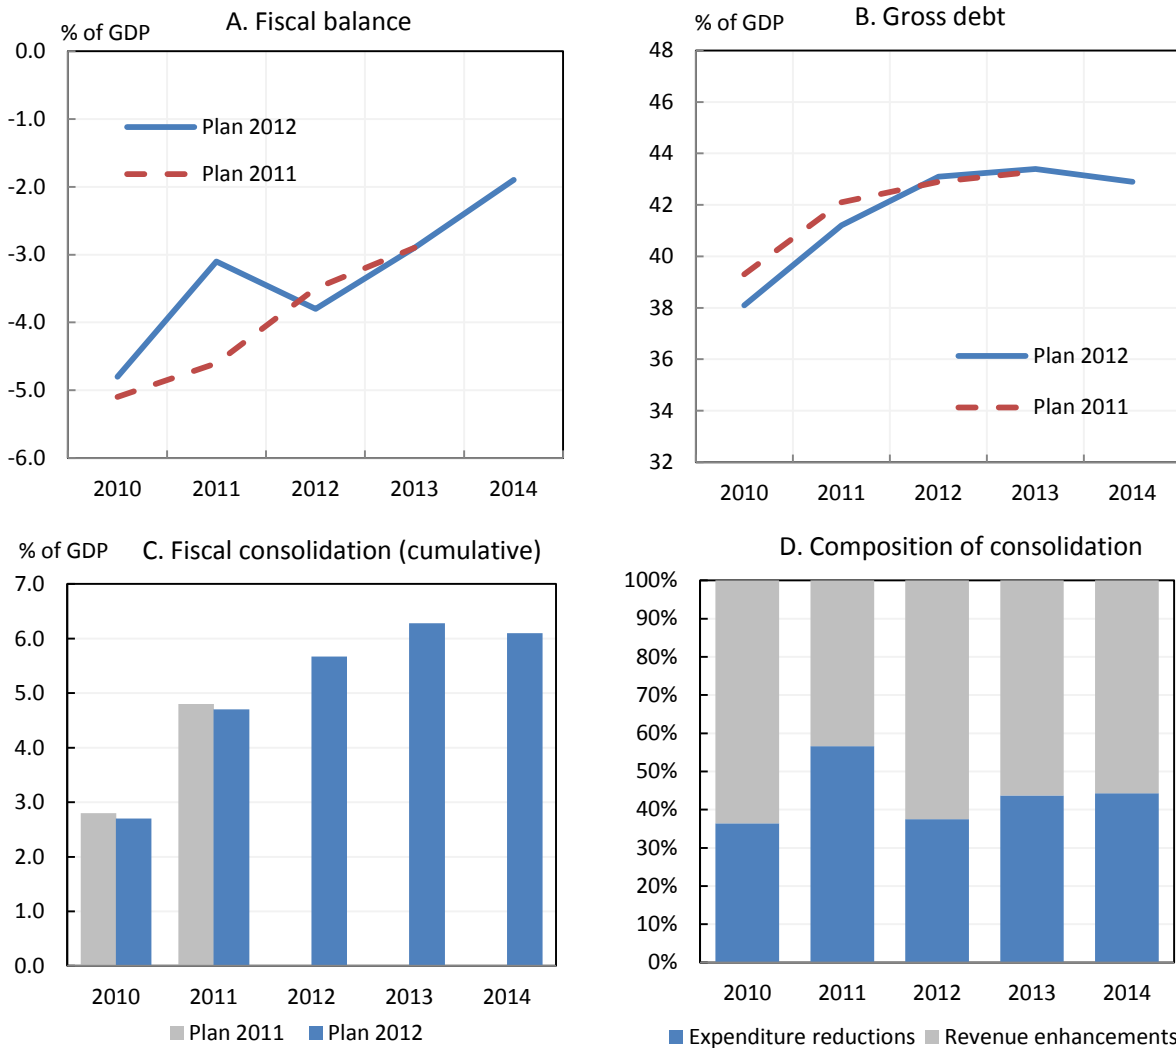 A. Fiscal balance
% of GDP
0.0
-1.0
-2.0
-3.0
-4.0
-5.0
-6.0
Plan 2012
Plan 2011
2010 2011 2012 2013 2014
B. Gross debt
% of GDP
48
46
44
42
40
38
36
34
32
Plan 2012
Plan 2011
2010 2011 2012 2013 2014
C. Fiscal consolidation (cumulative)
% of GDP
7.0
6.0
5.0
4.0
3.0
2.0
1.0
0.0
2010 2011 2012 2013 2014
Plan 2011 Plan 2012
D. Composition of consolidation
100%
90%
80%
70%
60%
50%
40%
30%
20%
10%
0%
2010 2011 2012 2013 2014
Expenditure reductions Revenue enhancements